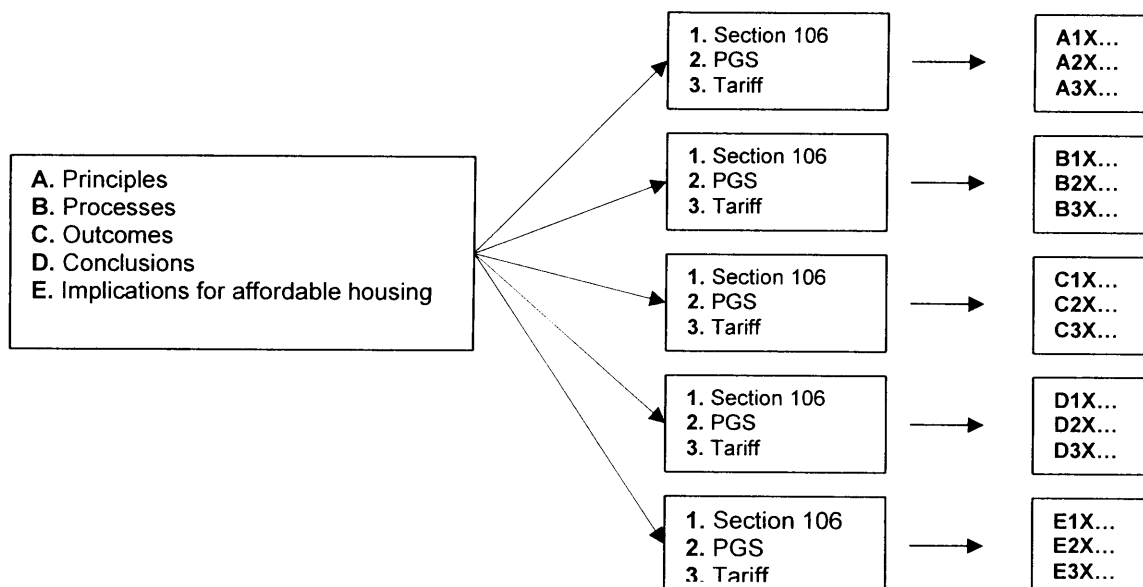 A. Principles
B. Processes
C. Outcomes
D. Conclusions
E. Implications for affordable housing
1. Section 106
2. PGS
3. Tariff
A1X...
A2X...
A3X...
1. Section 106
2. PGS
3. Tariff
B1X...
B2X...
B3X...
1. Section 106
2. PGS
3. Tariff
C1X...
C2X...
C3X...
1. Section 106
2. PGS
3. Tariff
D1X...
D2X...
D3X...
1. Section 106
2. PGS
3. Tariff
E1X...
E2X...
E3X...